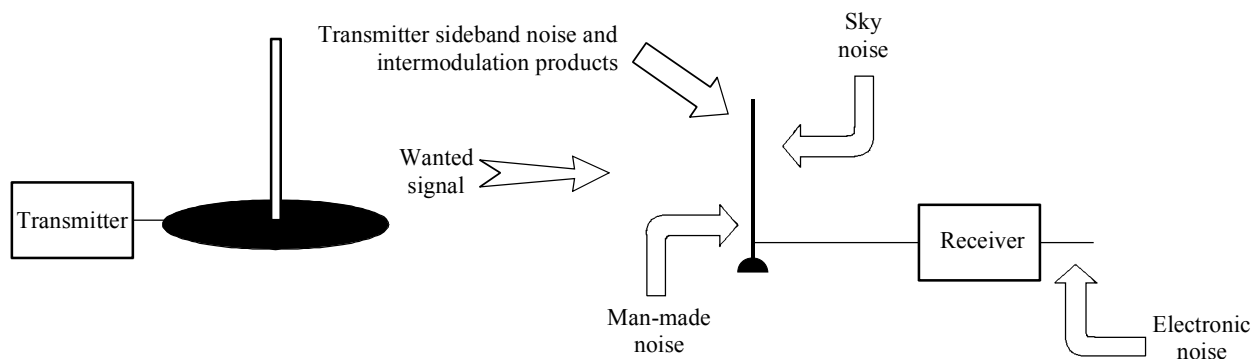 Transmitter sideband noise and
intermodulation products
Sky
noise
Wanted
signal
Transmitter
Receiver
Man-made
noise
Electronic
noise